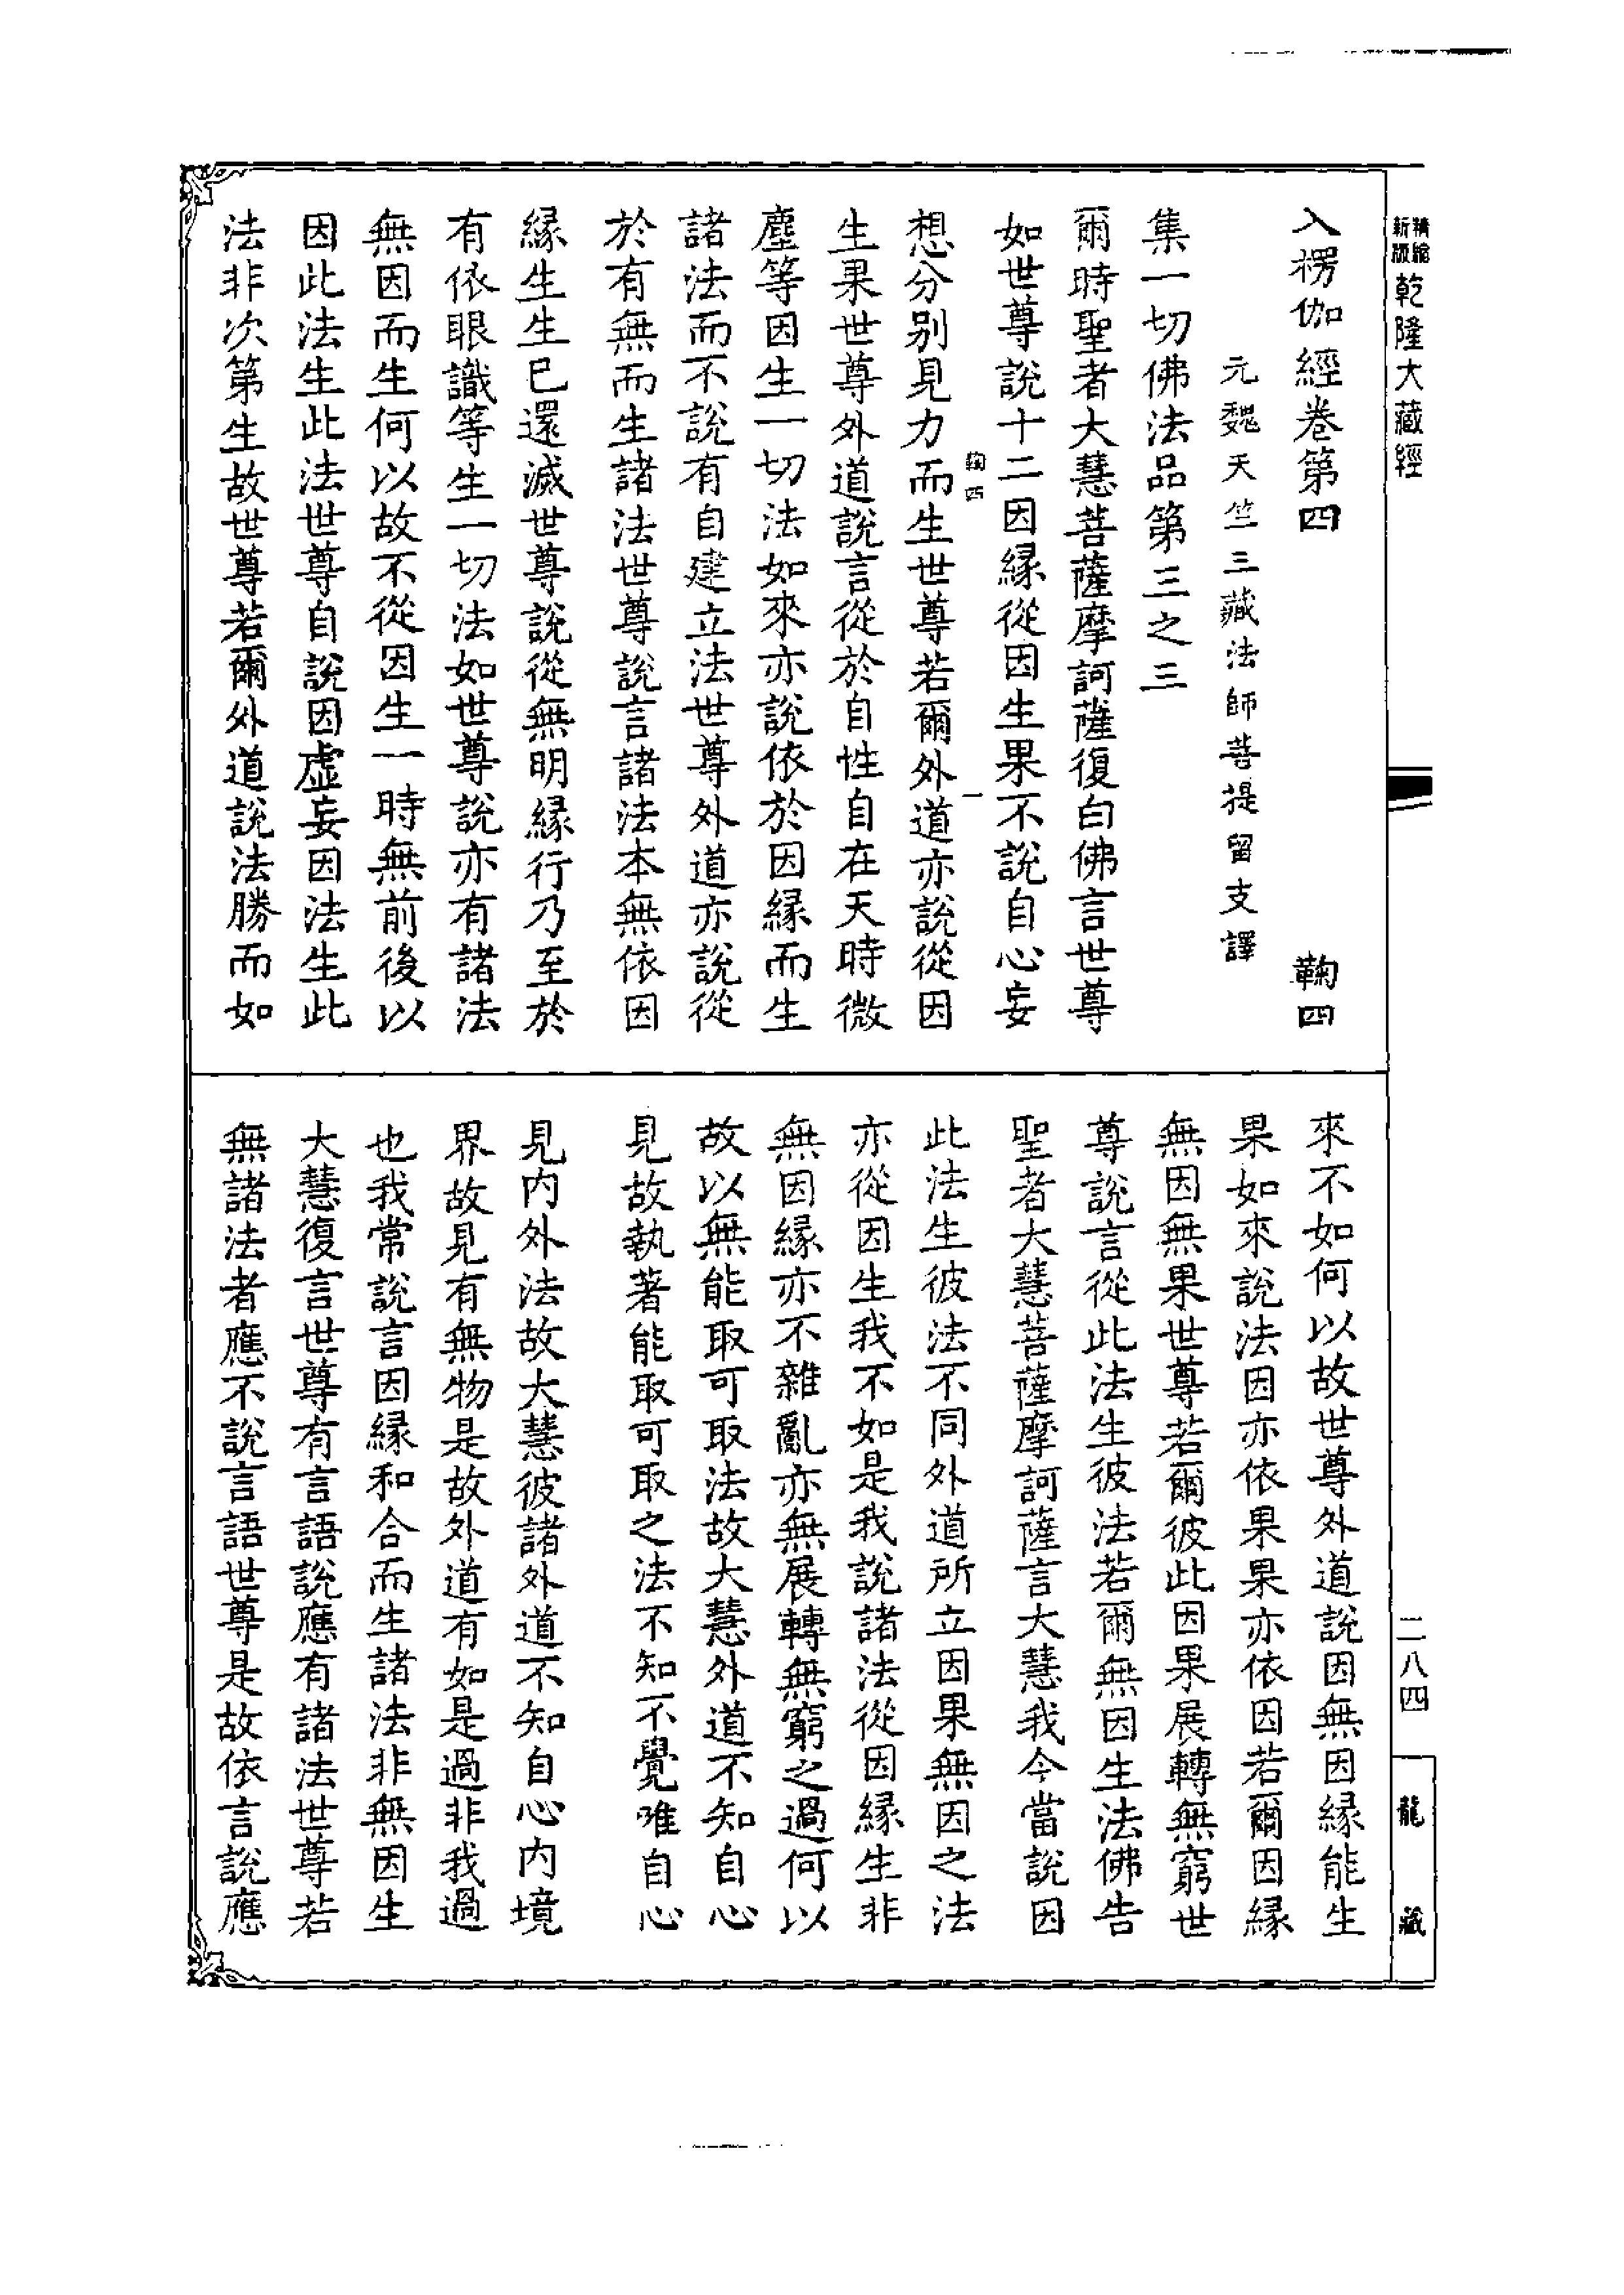 新版
精縮
乾隆大藏經
入楞伽經卷第四　鞠四
元魏天竺三藏法師菩提留支譯
集一切佛法品第三之三
爾時聖者大慧菩薩摩訶薩復白佛言世尊
如世尊說十二因緣從因生果不說自心妄
鞠四　一
想分別見力而生世尊若爾外道亦說從因
生果世尊外道說言從於自性自在天時微
塵等因生一切法如來亦說依於因緣而生
諸法而不說有自建立法世尊外道亦說從
於有無而生諸法世尊說言諸法本無依因
緣生生已還滅世尊說從無明緣行乃至於
有依眼識等生一切法如世尊說亦有諸法
無因而生何以故不從因生一時無前後以
因此法生此法世尊自說因虛妄因法生此
法非次第生故世尊若爾外道說法勝而如
來不如何以故世尊外道說因無因緣能生
果如來說法因亦依果果亦依因若爾因緣
無因無果世尊若爾彼此因果展轉無窮世
尊說言從此法生彼法若爾無因生法佛告
聖者大慧菩薩摩訶薩言大慧我今當說因
此法生彼法不同外道所立因果無因之法
亦從因生我不如是我說諸法從因緣生非
無因緣亦不雜亂亦無展轉無窮之過何以
故以無能取可取法故大慧外道不知自心
見故執著能取可取之法不知不覺唯自心
見內外法故大慧彼諸外道不知自心內境
界故見有無物是故外道有如是過非我過
也我常說言因緣和合而生諸法非無因生
大慧復言世尊有言語說應有諸法世尊若
無諸法者應不說言語世尊是故依言說應
二八四
龍藏